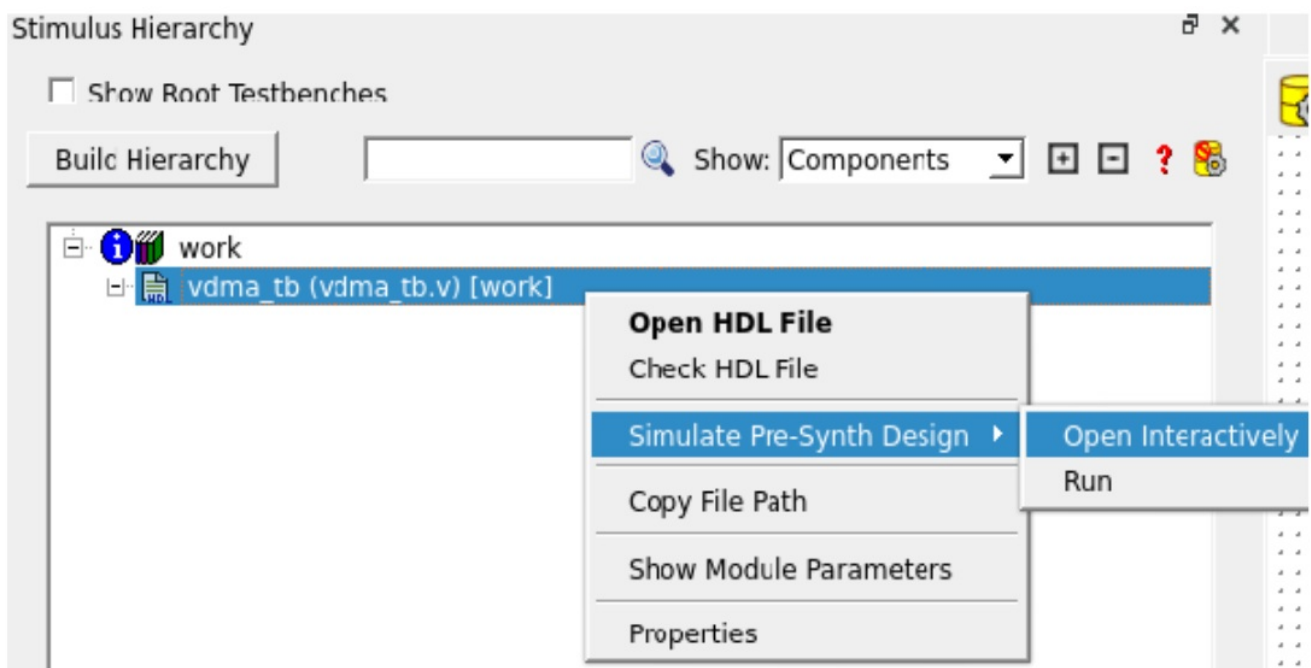 Stimulus Hierarchy
Show Root Testbenches
Build Hierarchy Show: Components ?
work
vdma_tb (vdma_tb.v) [work]
Open HDL File
Check HDL File
Simulate Pre-Synth Design Open Interactively
Run
Copy File Path
Show Module Parameters
Properties